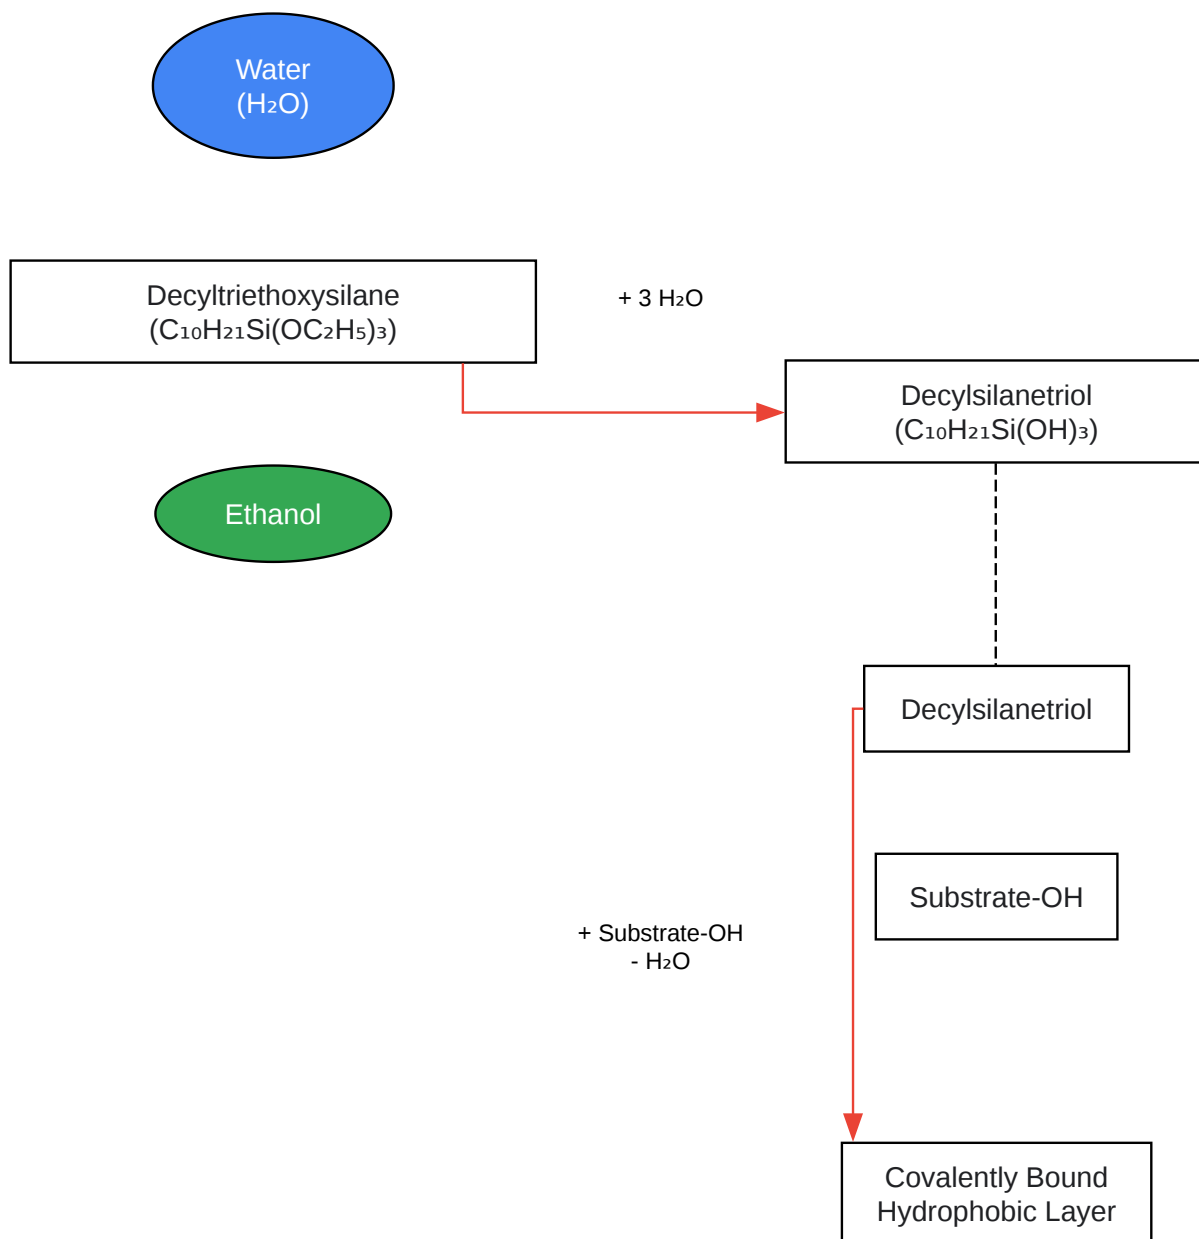 Water
(H₂O)
Decyltriethoxysilane
(C₁₀H₂₁Si(OC₂H₅)₃)
+ 3 H₂O
Decylsilanetriol
(C₁₀H₂₁Si(OH)₃)
Ethanol
Decylsilanetriol
Substrate-OH
+ Substrate-OH
- H₂O
Covalently Bound
Hydrophobic Layer